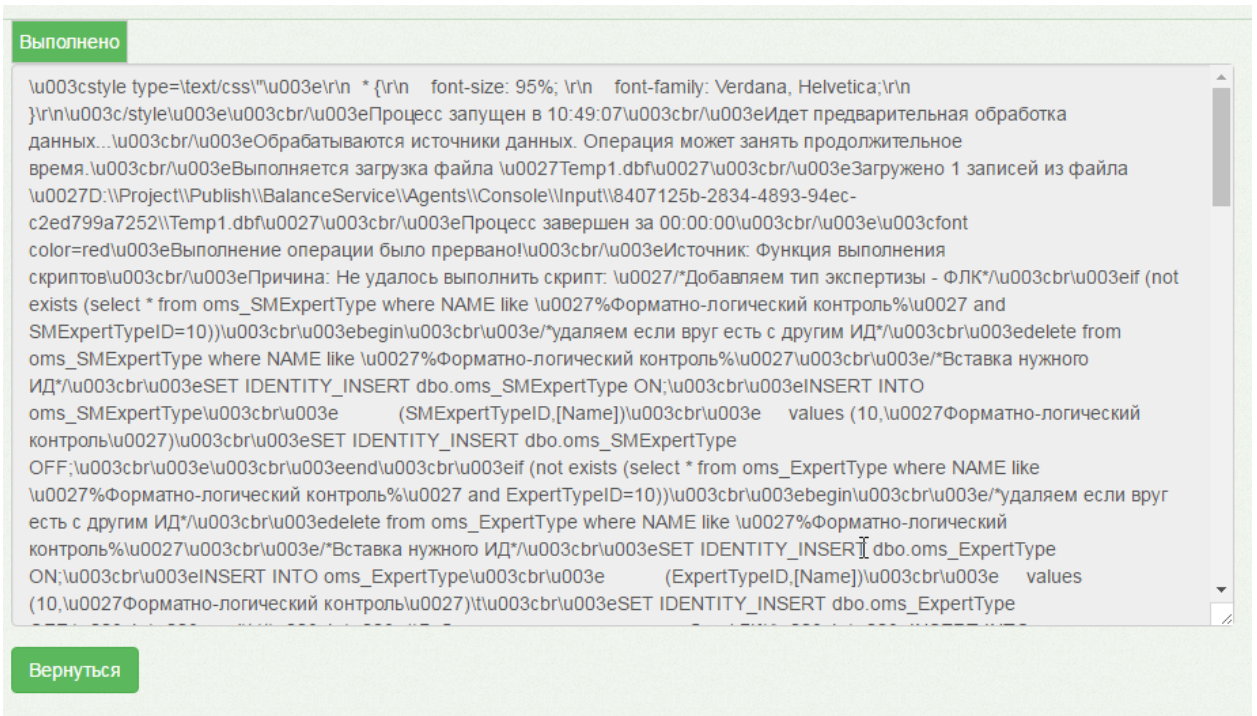 Выполнено
\u003cstyle type=\text/css\"\u003e\r\n * {\r\n font-size: 95%; \r\n font-family: Verdana, Helvetica;\r\n
}\r\n\u003c/style\u003e\u003cbr/\u003eПроцесс запущен в 10:49:07\u003cbr/\u003eИдет предварительная обработка
данных...\u003cbr/\u003eОбрабатываются источники данных. Операция может занять продолжительное
время.\u003cbr/\u003eВыполняется загрузка файла \u0027Temp1.dbf\u0027\u003cbr/\u003eЗагружено 1 записей из файла
\u0027D:\\Project\\Publish\\BalanceService\\Agents\\Console\\Input\\8407125b-2834-4893-94ec-
c2ed799a7252\\Temp1.dbf\u0027\u003cbr/\u003eПроцесс завершен за 00:00:00\u003cbr/\u003e\u003cfont
color=red\u003eВыполнение операции было прервано!\u003cbr/\u003eИсточник: Функция выполнения
скриптов\u003cbr/\u003eПричина: Не удалось выполнить скрипт: \u0027/*Добавляем тип экспертизы - ФЛК*/\u003cbr\u003eif (not
exists (select * from oms_SMExpertType where NAME like \u0027%Форматно-логический контроль%\u0027 and
SMExpertTypeID=10))\u003cbr\u003ebegin\u003cbr\u003e/*удаляем если вруг есть с другим ИД*/\u003cbr\u003edelete from
oms_SMExpertType where NAME like \u0027%Форматно-логический контроль%\u0027\u003cbr\u003e/*Вставка нужного
ИД*/\u003cbr\u003eSET IDENTITY_INSERT dbo.oms_SMExpertType ON;\u003cbr\u003eINSERT INTO
oms_SMExpertType\u003cbr\u003e (SMExpertTypeID,[Name])\u003cbr\u003e values (10,\u0027Форматно-логический
контроль\u0027)\u003cbr\u003eSET IDENTITY_INSERT dbo.oms_SMExpertType
OFF;\u003cbr\u003e\u003cbr\u003eend\u003cbr\u003eif (not exists (select * from oms_ExpertType where NAME like
\u0027%Форматно-логический контроль%\u0027 and ExpertTypeID=10))\u003cbr\u003ebegin\u003cbr\u003e/*удаляем если вруг
есть с другим ИД*/\u003cbr\u003edelete from oms_ExpertType where NAME like \u0027%Форматно-логический
контроль%\u0027\u003cbr\u003e/*Вставка нужного ИД*/\u003cbr\u003eSET IDENTITY_INSERT dbo.oms_ExpertType
ON;\u003cbr\u003eINSERT INTO oms_ExpertType\u003cbr\u003e (ExpertTypeID,[Name])\u003cbr\u003e values
(10,\u0027Форматно-логический контроль\u0027)\t\u003cbr\u003eSET IDENTITY_INSERT dbo.oms_ExpertType
Вернуться